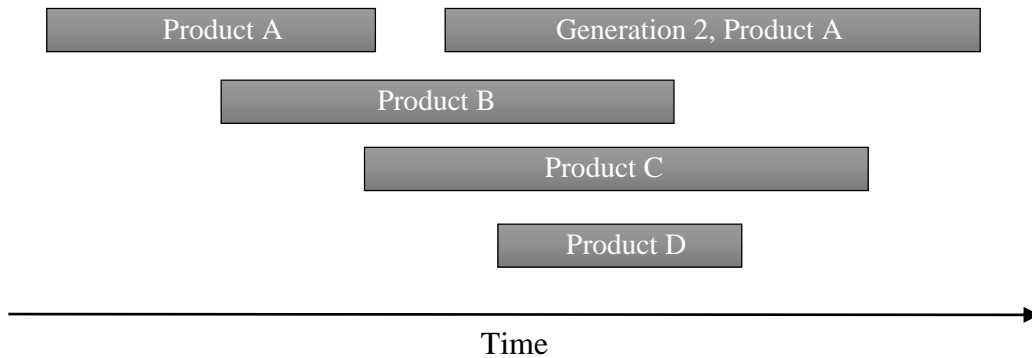 Product A
Generation 2, Product A
Product B
Product C
Product D
Time